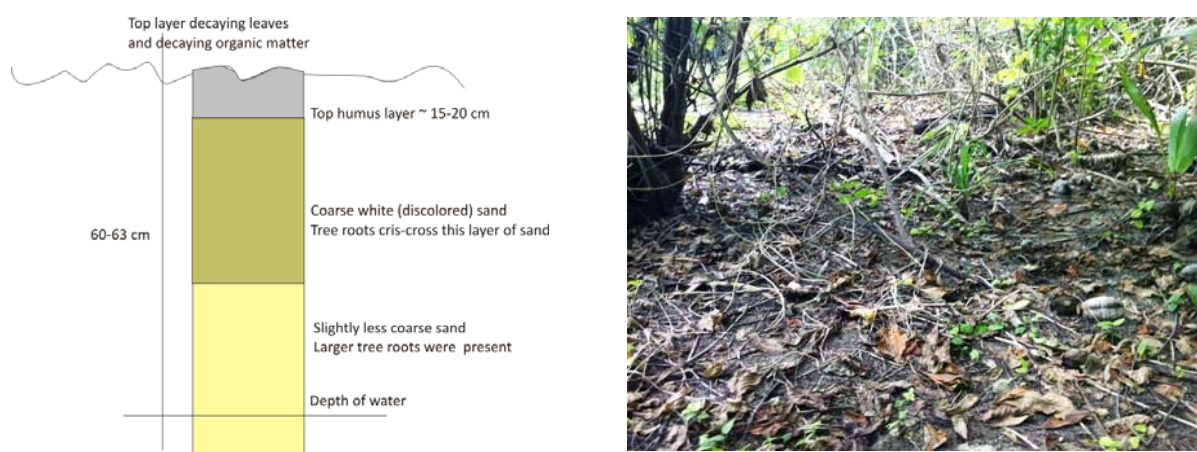 Top layer decaying leaves
and decaying organic matter
Top humus layer ~ 15-20 cm
Coarse white (discolored) sand
Tree roots cris-cross this layer of sand
60-63 cm
Slightly less coarse sand
Larger tree roots were present
Depth of water